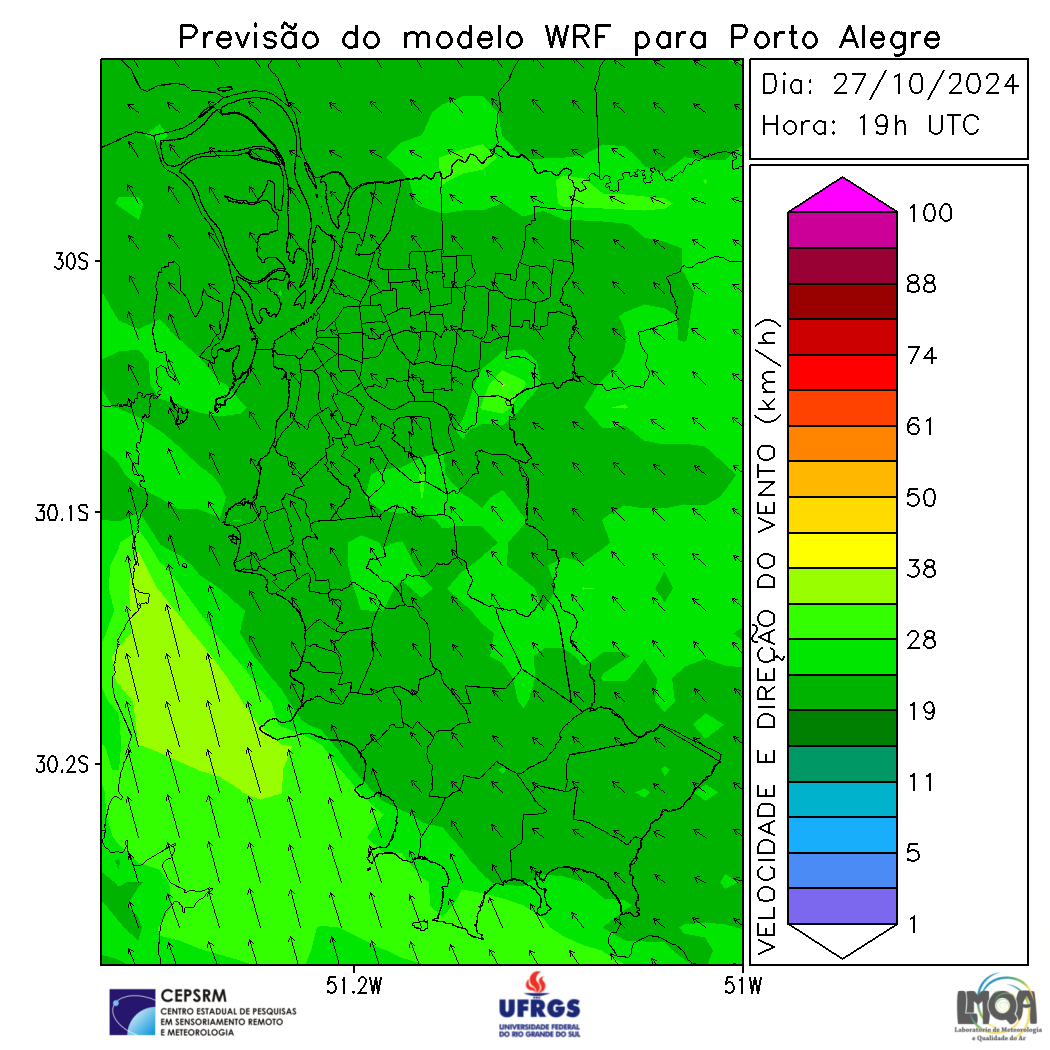 Previsão do modelo WRF para Porto Alegre
Dia: 27/10/2024
Hora: 19h UTC
30S
30.1S
30.2S
51.2W
51W
VELOCIDADE E DIREÇÃO DO VENTO (km/h)
100
88
74
61
50
38
28
19
11
5
1
CEPSRM
CENTRO ESTADUAL DE PESQUISAS
EM SENSORIAMENTO REMOTO
E METEOROLOGIA
UFRGS
UNIVERSIDADE FEDERAL
DO RIO GRANDE DO SUL
LMQA
Laboratório de Meteorologia
e Qualidade do Ar